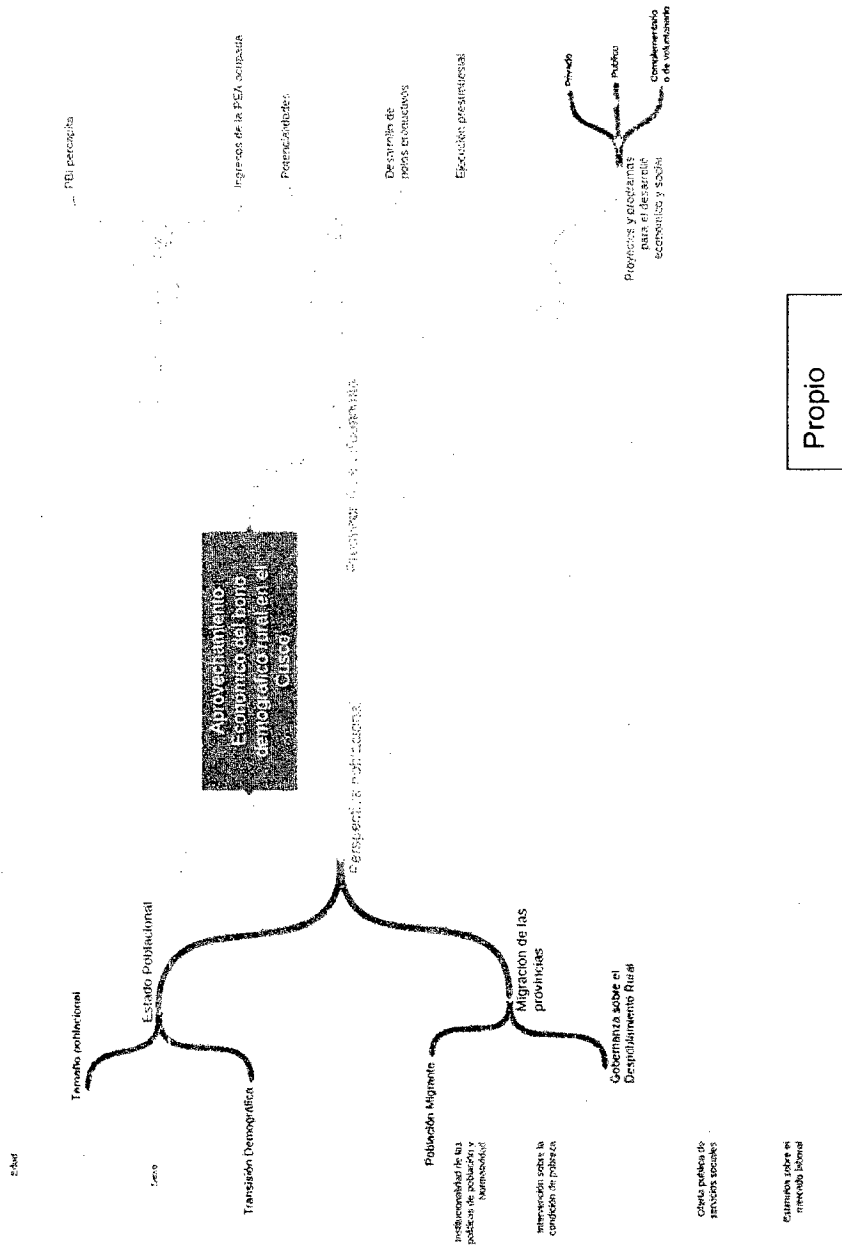 Aprovechamiento
Económico del bono
demográfico rural en el
Cusco
Perspectiva poblacional
Estado Poblacional
Tamaño poblacional
Edad
Sexo
Transisión Demográfica
Migración de las
provincias
Población Migrante
Gobernanza sobre el
Despoblamiento Rural
Institucionalidad de las
políticas de población y
Normatividad
Intervención sobre la
condición de pobreza
Oferta pública de
servicios sociales
Estímulos sobre el
mercado laboral
PBI percapita
Ingresos de la PEA ocupada
Potencialidades
Desarrollo de
polos productivos
Ejecución presupuestal
Proyectos y programas
para el desarrollo
económico y social
Privado
Publico
Complementario
o de voluntariado
Propio